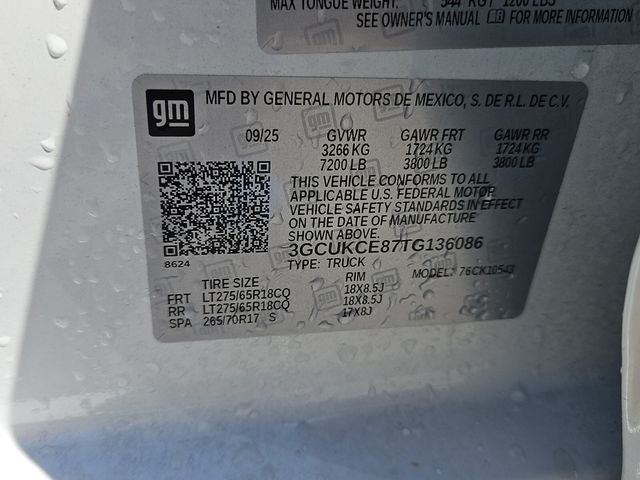 MAX TONGUE WEIGHT: 544 KG / 1200 LBS
SEE OWNER'S MANUAL FOR MORE INFORMATION
gm
MFD BY GENERAL MOTORS DE MEXICO, S. DE R.L. DE C.V.
09/25 GVWR GAWR FRT GAWR RR
3266 KG 1724 KG 1724 KG
7200 LB 3800 LB 3800 LB
THIS VEHICLE CONFORMS TO ALL
APPLICABLE U.S. FEDERAL MOTOR
VEHICLE SAFETY STANDARDS IN EFFECT
ON THE DATE OF MANUFACTURE
SHOWN ABOVE.
3GCUKCE87TG136086
8624
TYPE: TRUCK MODEL: 76CK10543
TIRE SIZE RIM
FRT LT275/65R18CQ 18X8.5J
RR LT275/65R18CQ 18X8.5J
SPA 265/70R17 S 17X8J